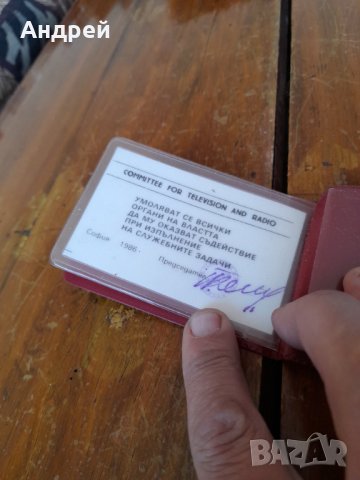 Андрей
COMMITTEE FOR TELEVISION AND RADIO
УМОЛЯВАТ СЕ ВСИЧКИ
ОРГАНИ НА ВЛАСТТА
ДА МУ ОКАЗВАТ СЪДЕЙСТВИЕ
ПРИ ИЗПЪЛНЕНИЕ
НА СЛУЖЕБНИТЕ ЗАДАЧИ
София 1986 Председател
BAZAR
bg